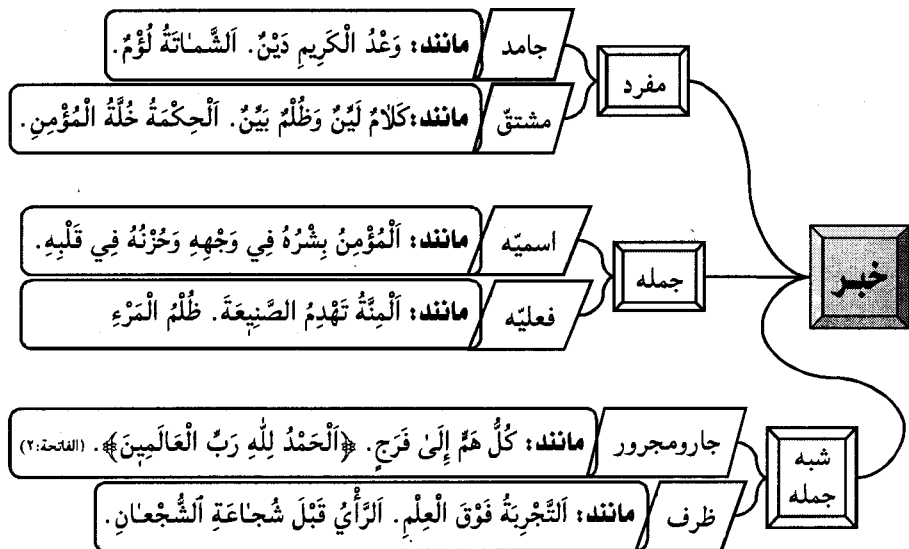 خبر
مفرد
جامد
مانند: وَعْدُ الْكَرِيمِ دَيْنٌ. اَلشَّمٰاتَةُ لُؤْمٌ.
مشتقّ
مانند: كَلٰامٌ لَيِّنٌ وَظُلْمٌ بَيِّنٌ. اَلْحِكْمَةُ خُلَّةُ الْمُؤْمِنِ.
جمله
اسميّه
مانند: اَلْمُؤْمِنُ بِشْرُهُ فِي وَجْهِهِ وَحُزْنُهُ فِي قَلْبِهِ.
فعليّه
مانند: اَلْمِنَّةُ تَهْدِمُ الصَّنِيعَةَ. ظُلْمُ الْمَرْءِ
شبه
جمله
جارومجرور
مانند: كُلُّ هَمٍّ إِلَىٰ فَرَجٍ. ﴿اَلْحَمْدُ لِلّٰهِ رَبِّ الْعَالَمِينَ﴾. (الفاتحة:٢)
ظرف
مانند: اَلتَّجْرِبَةُ فَوْقَ الْعِلْمِ. اَلرَّأْيُ قَبْلَ شُجٰاعَةِ ٱلشُّجْعٰانِ.